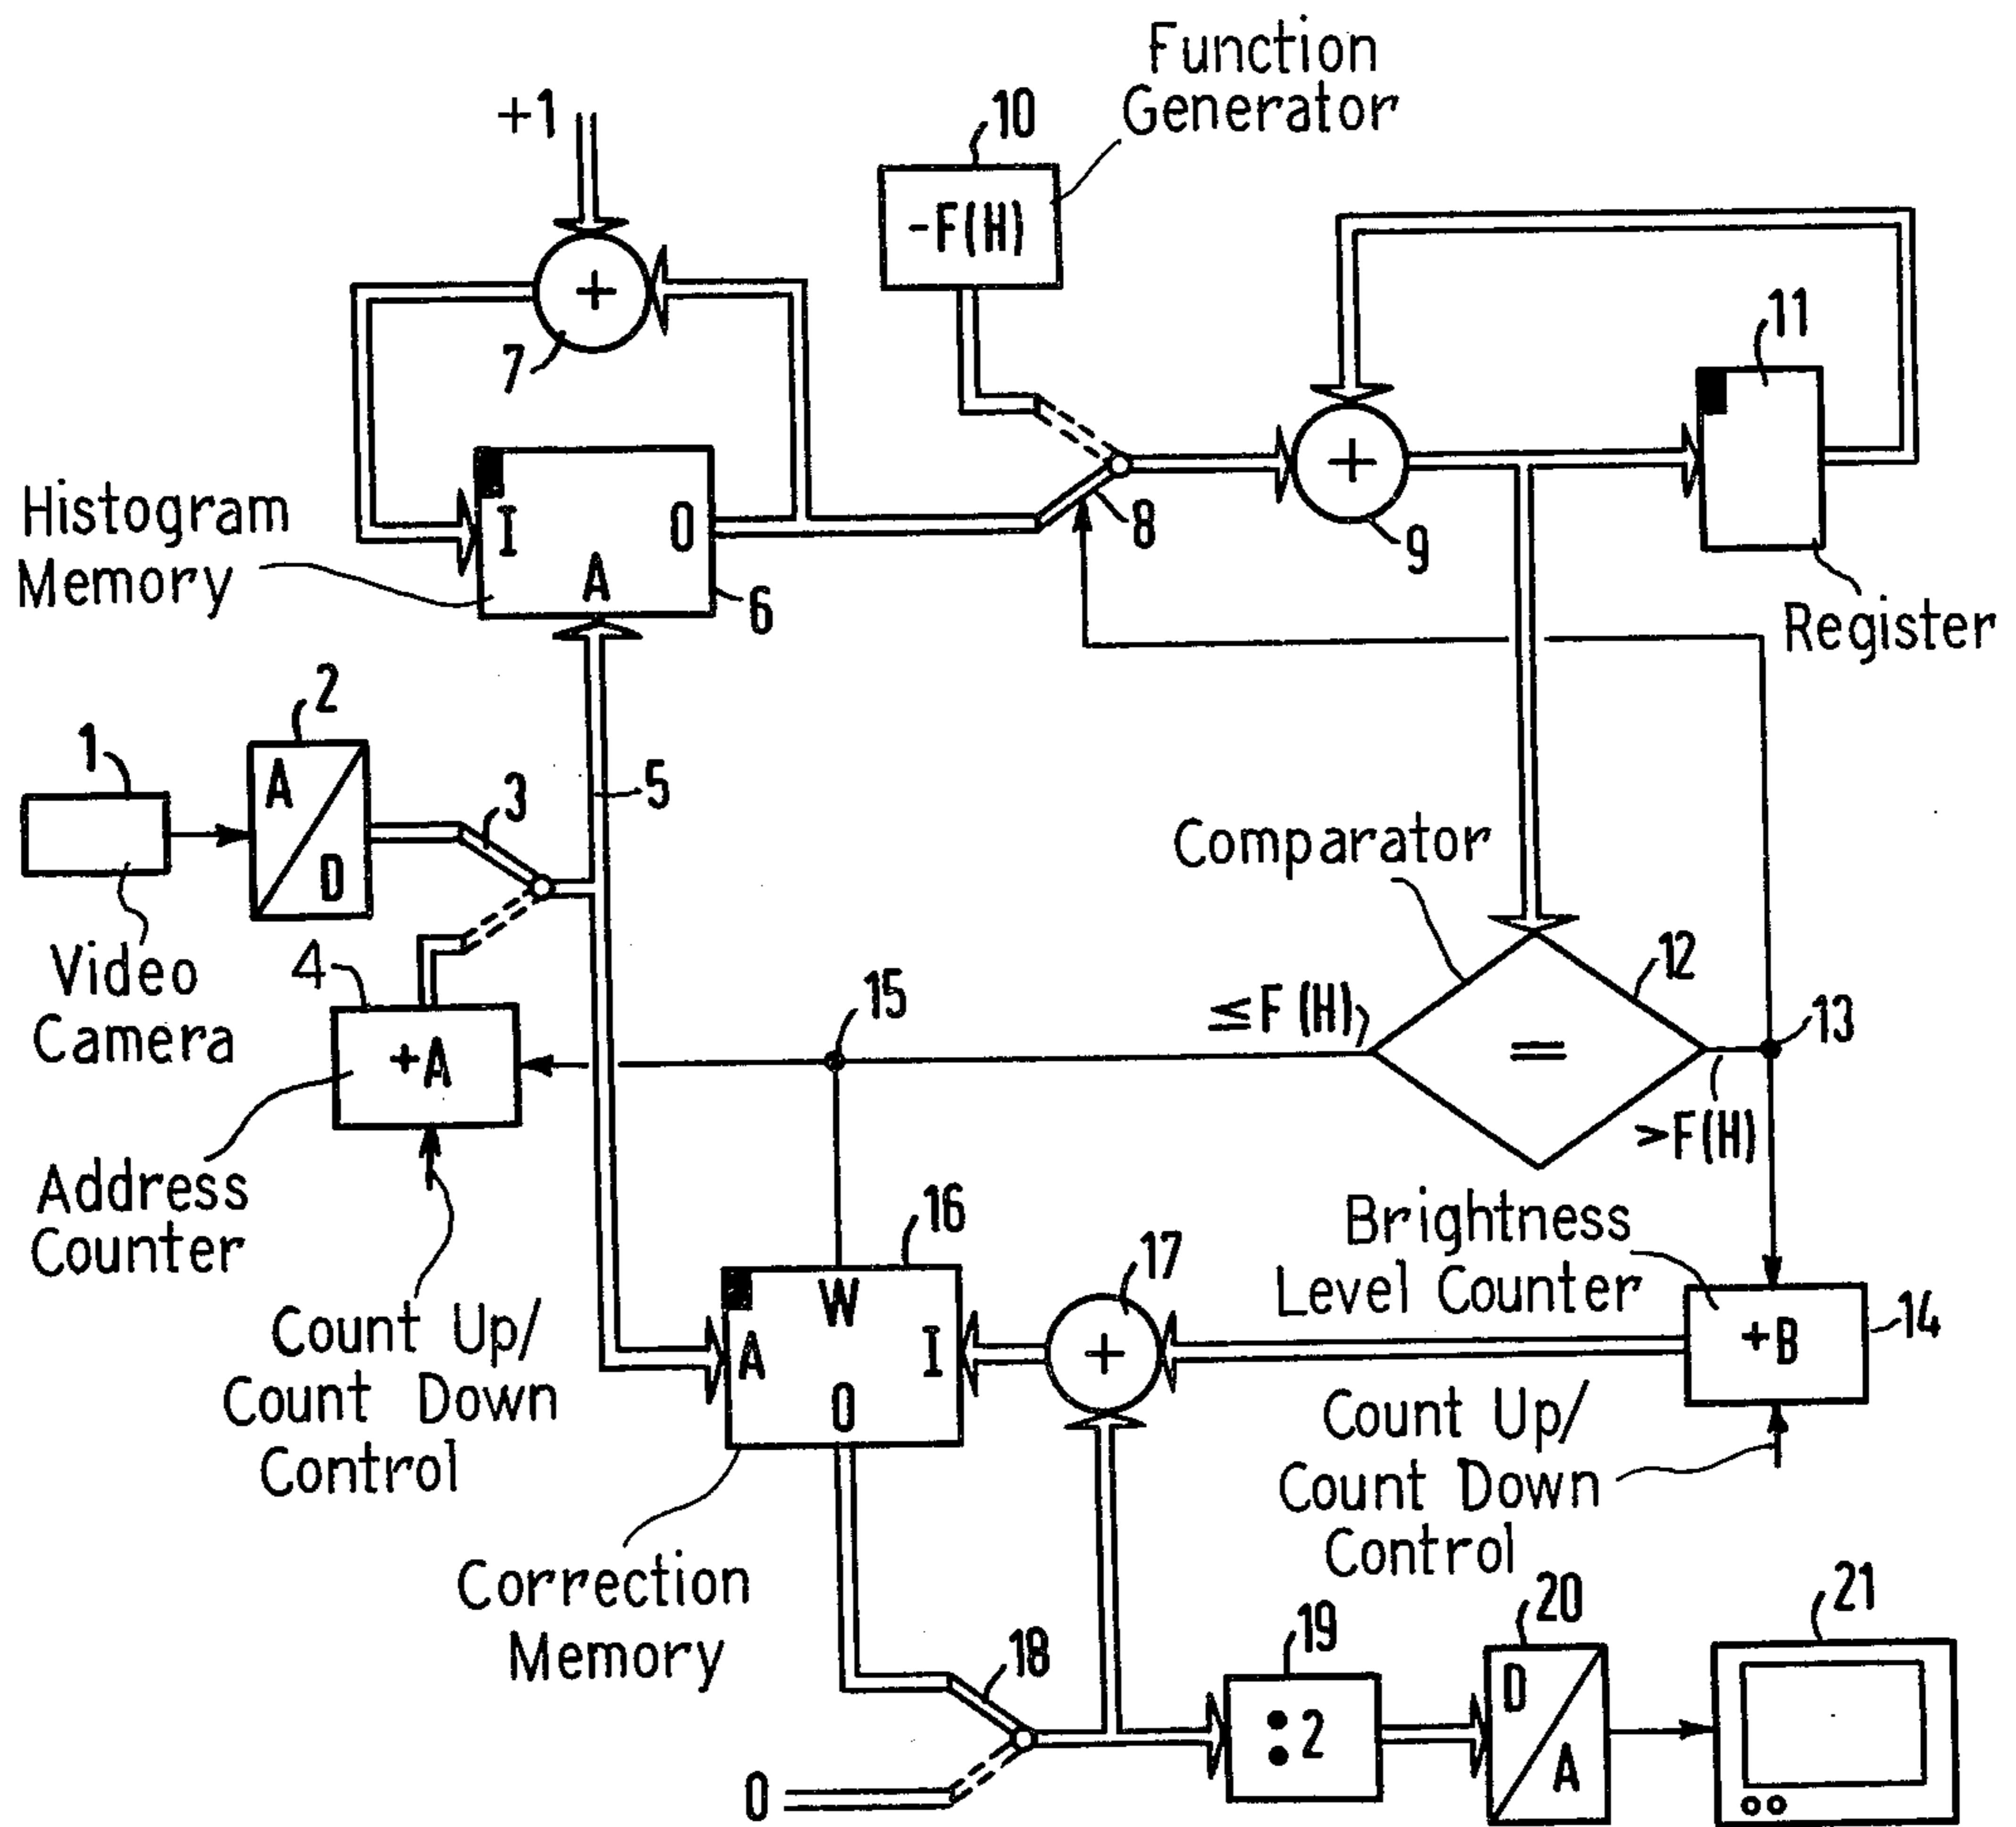 Function
Generator
+1
10
-F(H)
+
7
11
+
8
9
Histogram
Memory
I
O
A
6
Register
2
1
A
D
3
5
Comparator
Video
Camera
4
+A
15
≤F(H)
=
12
13
>F(H)
Address
Counter
Count Up/
Count Down
Control
16
W
A
I
O
17
+
Brightness
Level Counter
+B
14
Count Up/
Count Down
Control
Correction
Memory
18
0
19
:2
20
D
A
21